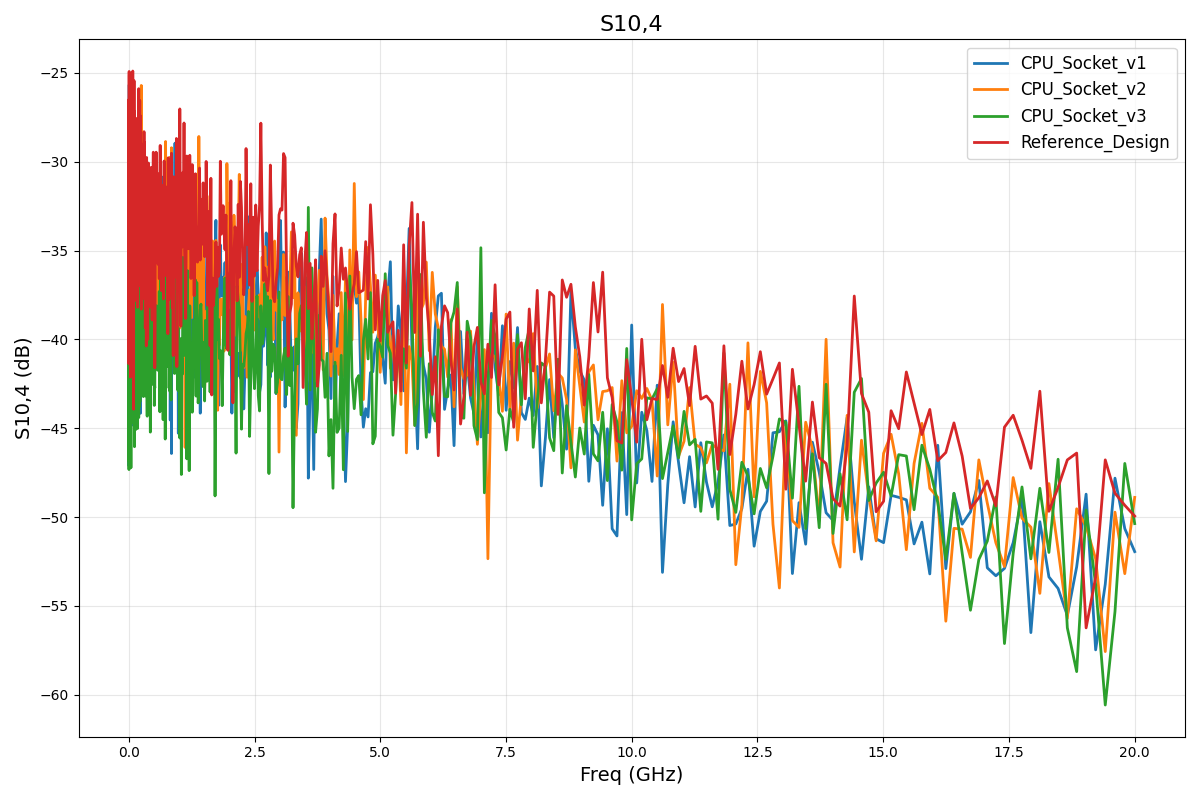 S10,4
CPU_Socket_v1
CPU_Socket_v2
CPU_Socket_v3
Reference_Design
S10,4 (dB)
−25
−30
−35
−40
−45
−50
−55
−60
0.0 2.5 5.0 7.5 10.0 12.5 15.0 17.5 20.0
Freq (GHz)